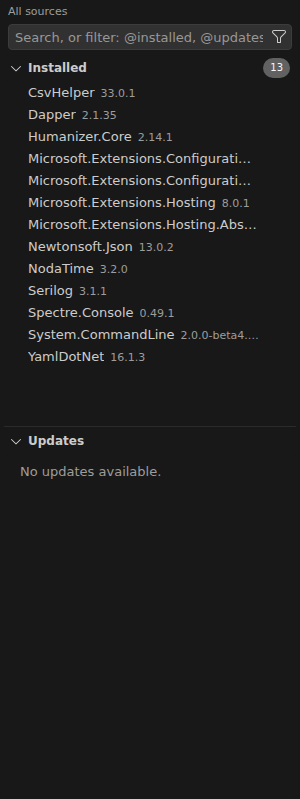 All sources
Search, or filter: @installed, @updates
Installed 13
CsvHelper 33.0.1
Dapper 2.1.35
Humanizer.Core 2.14.1
Microsoft.Extensions.Configurati...
Microsoft.Extensions.Configurati...
Microsoft.Extensions.Hosting 8.0.1
Microsoft.Extensions.Hosting.Abs...
Newtonsoft.Json 13.0.2
NodaTime 3.2.0
Serilog 3.1.1
Spectre.Console 0.49.1
System.CommandLine 2.0.0-beta4....
YamlDotNet 16.1.3
Updates
No updates available.